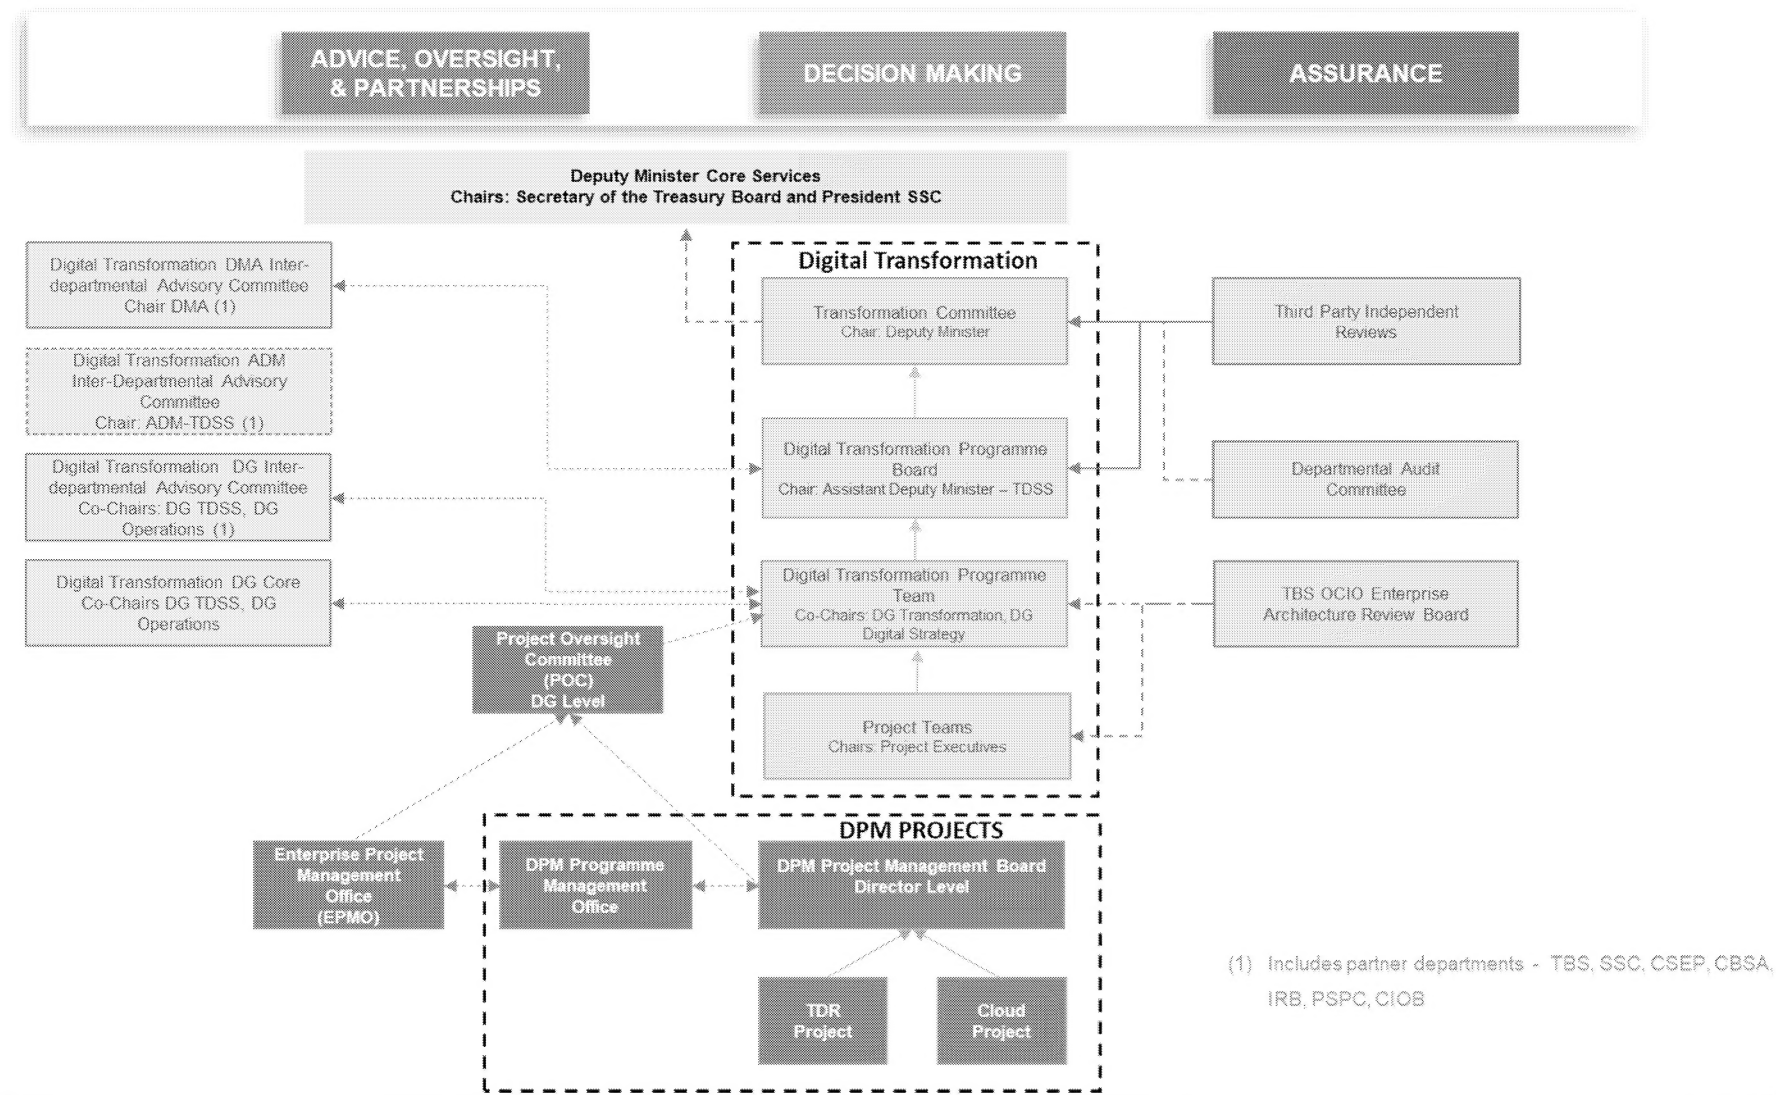 ADVICE, OVERSIGHT,
& PARTNERSHIPS
DECISION MAKING
ASSURANCE
Deputy Minister Core Services
Chairs: Secretary of the Treasury Board and President SSC
Digital Transformation DMA Inter-
departmental Advisory Committee
Chair DMA (1)
Digital Transformation ADM
Inter-Departmental Advisory
Committee
Chair: ADM-TDSS (1)
Digital Transformation DG Inter-
departmental Advisory Committee
Co-Chairs: DG TDSS, DG
Operations (1)
Digital Transformation DG Core
Co-Chairs DG TDSS, DG
Operations
Digital Transformation
Transformation Committee
Chair: Deputy Minister
Digital Transformation Programme
Board
Chair: Assistant Deputy Minister – TDSS
Digital Transformation Programme
Team
Co-Chairs: DG Transformation, DG
Digital Strategy
Project Teams
Chairs: Project Executives
Third Party Independent
Reviews
Departmental Audit
Committee
TBS OCIO Enterprise
Architecture Review Board
Project Oversight
Committee
(POC)
DG Level
Enterprise Project
Management
Office
(EPMO)
DPM PROJECTS
DPM Programme
Management
Office
DPM Project Management Board
Director Level
TDR
Project
Cloud
Project
(1) Includes partner departments - TBS, SSC, CSEP, CBSA,
IRB, PSPC, CIOB